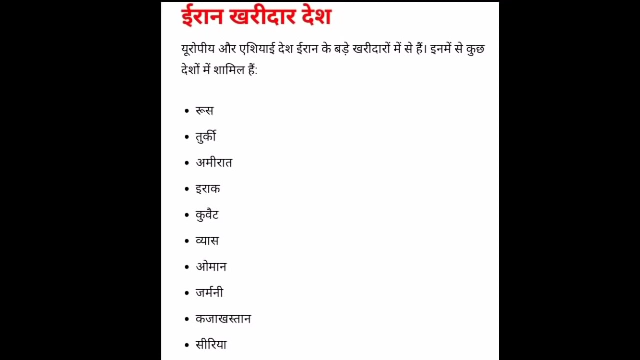 ईरान खरीदार देश
यूरोपीय और एशियाई देश ईरान के बड़े खरीदारों में से हैं। इनमें से कुछ
देशों में शामिल हैं:
• रूस
• तुर्की
• अमीरात
• इराक
• कुवैट
• व्यास
• ओमान
• जर्मनी
• कजाखस्तान
• सीरिया